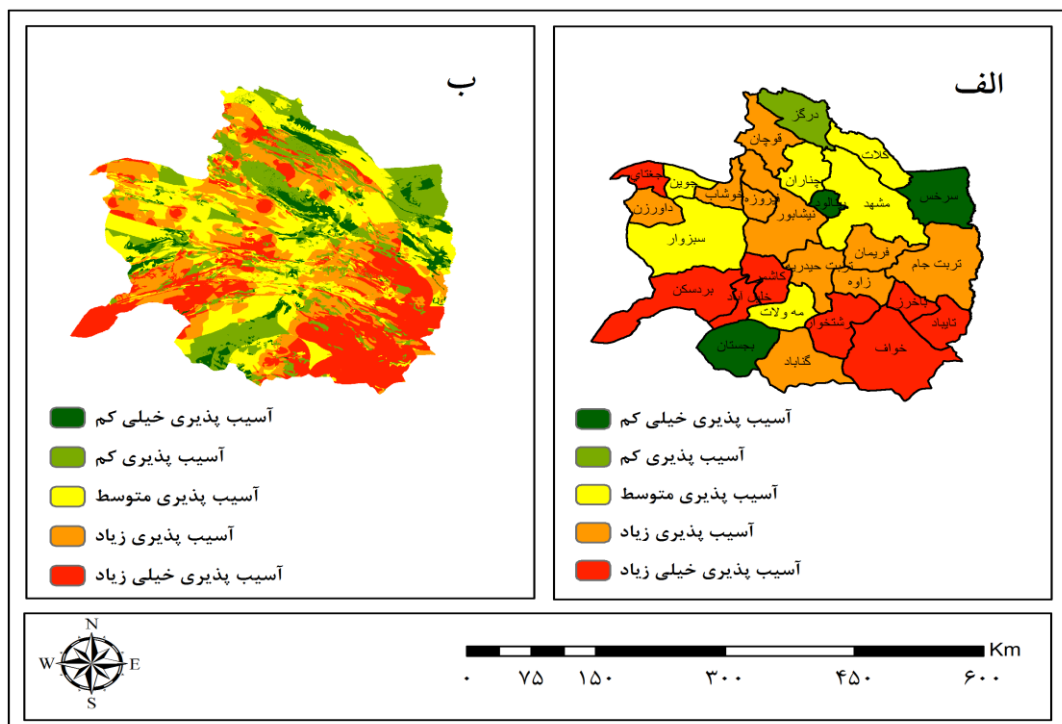 الف
درگز
قوچان
کلات
چناران
جغتای
جوین
خوشاب
فیروزه
سرخس
داورزن
نیشابور
مشهد
سبزوار
فریمان
تربت جام
تربت حیدریه
زاوه
کاشمر
بردسکن
خلیل آباد
باخرز
مه ولات
رشتخوار
تایباد
خواف
بجستان
گناباد
آسیب پذیری خیلی کم
آسیب پذیری کم
آسیب پذیری متوسط
آسیب پذیری زیاد
آسیب پذیری خیلی زیاد
ب
آسیب پذیری خیلی کم
آسیب پذیری کم
آسیب پذیری متوسط
آسیب پذیری زیاد
آسیب پذیری خیلی زیاد
N
W E
S
Km
۰ ۷۵ ۱۵۰ ۳۰۰ ۴۵۰ ۶۰۰